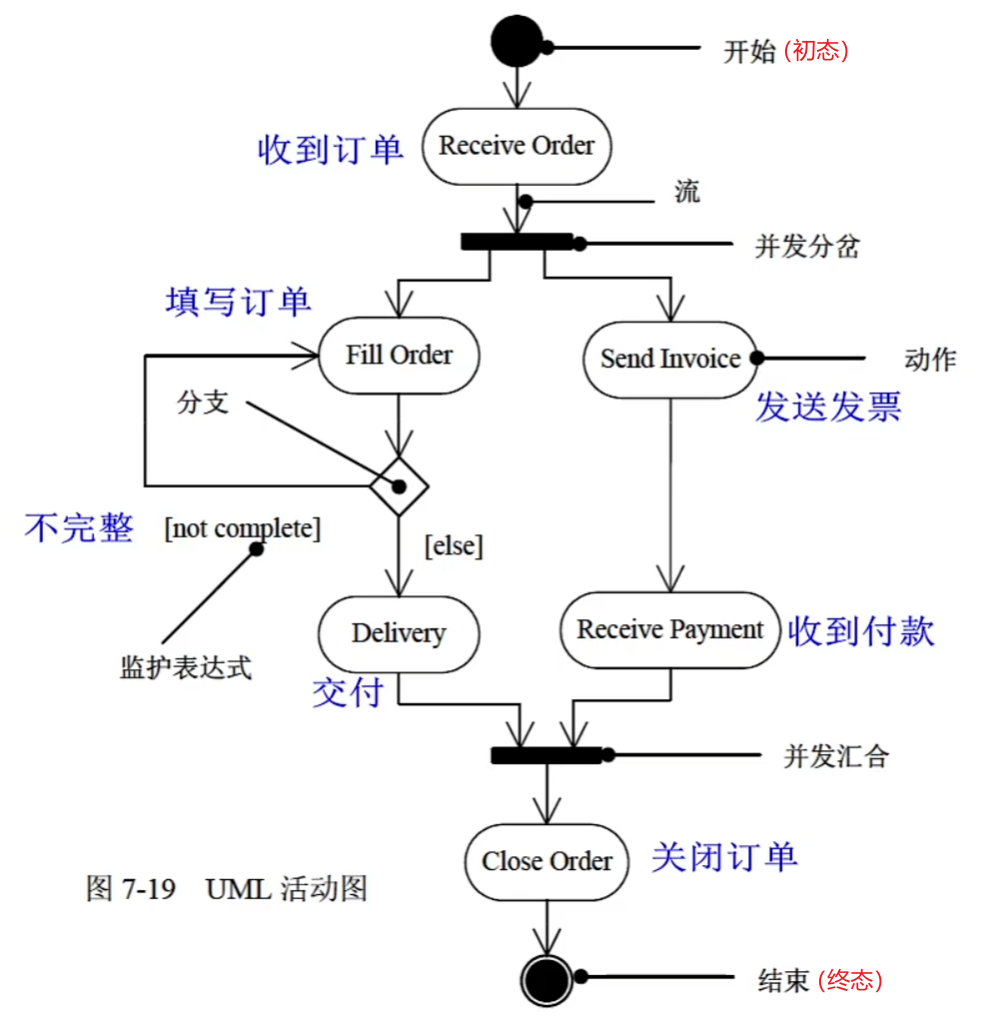 开始 (初态)
收到订单
Receive Order
流
并发分岔
填写订单
Fill Order
Send Invoice
动作
分支
发送发票
不完整
[not complete]
[else]
Delivery
Receive Payment
收到付款
监护表达式
交付
并发汇合
Close Order
关闭订单
图 7-19 UML 活动图
结束 (终态)